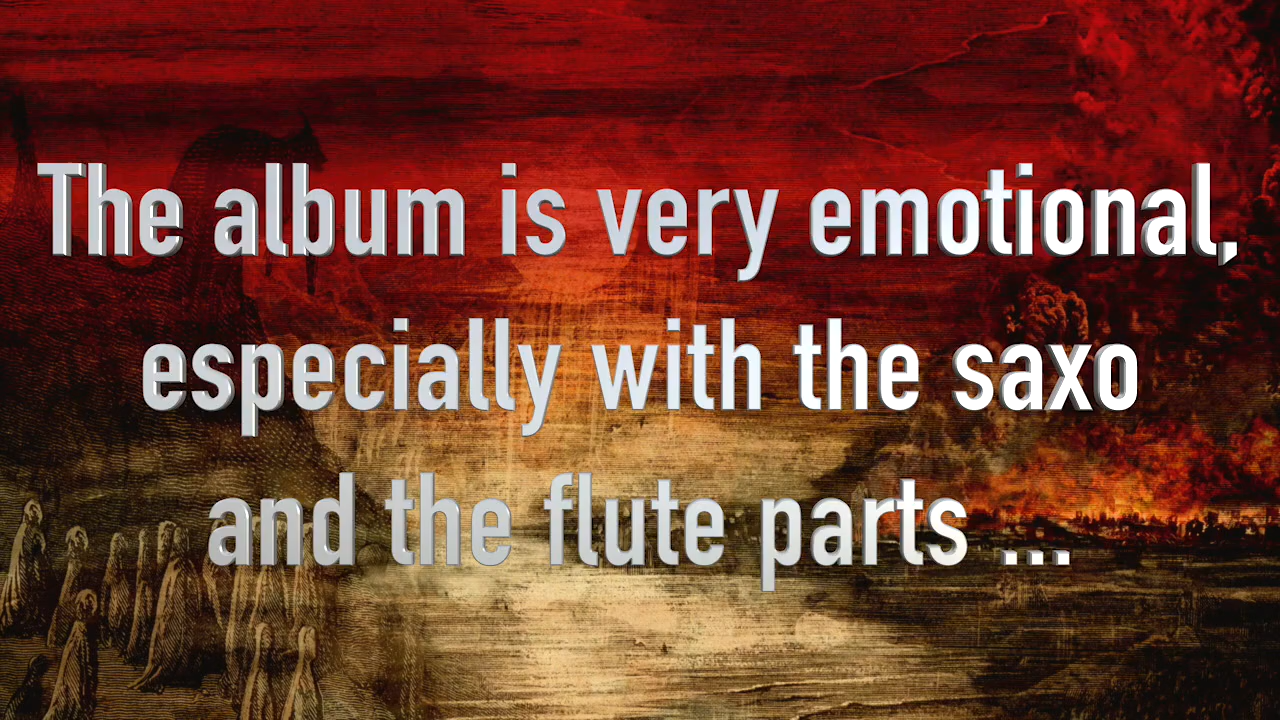 The album is very emotional,
especially with the saxo
and the flute parts ...